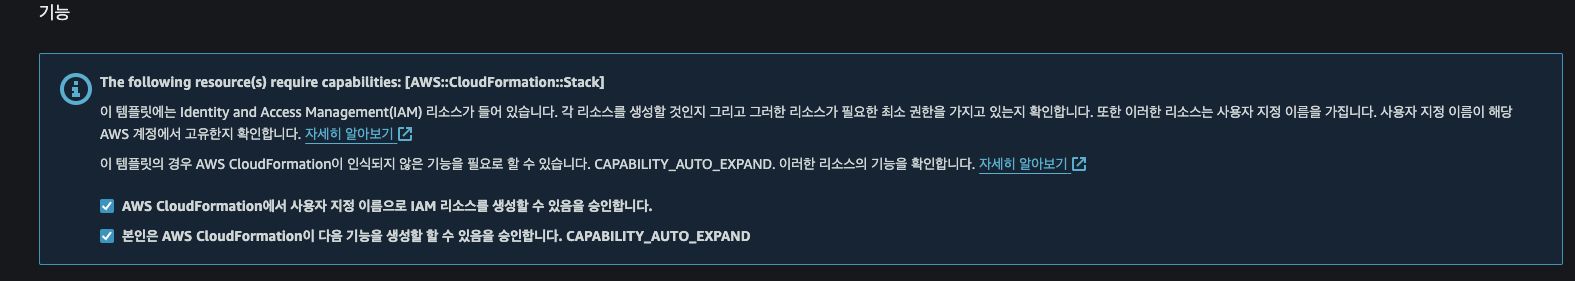 기능
The following resource(s) require capabilities: [AWS::CloudFormation::Stack]
이 템플릿에는 Identity and Access Management(IAM) 리소스가 들어 있습니다. 각 리소스를 생성할 것인지 그리고 그러한 리소스가 필요한 최소 권한을 가지고 있는지 확인합니다. 또한 이러한 리소스는 사용자 지정 이름을 가집니다. 사용자 지정 이름이 해당
AWS 계정에서 고유한지 확인합니다. 자세히 알아보기
이 템플릿의 경우 AWS CloudFormation이 인식되지 않은 기능을 필요로 할 수 있습니다. CAPABILITY_AUTO_EXPAND. 이러한 리소스의 기능을 확인합니다. 자세히 알아보기
AWS CloudFormation에서 사용자 지정 이름으로 IAM 리소스를 생성할 수 있음을 승인합니다.
본인은 AWS CloudFormation이 다음 기능을 생성할 할 수 있음을 승인합니다. CAPABILITY_AUTO_EXPAND